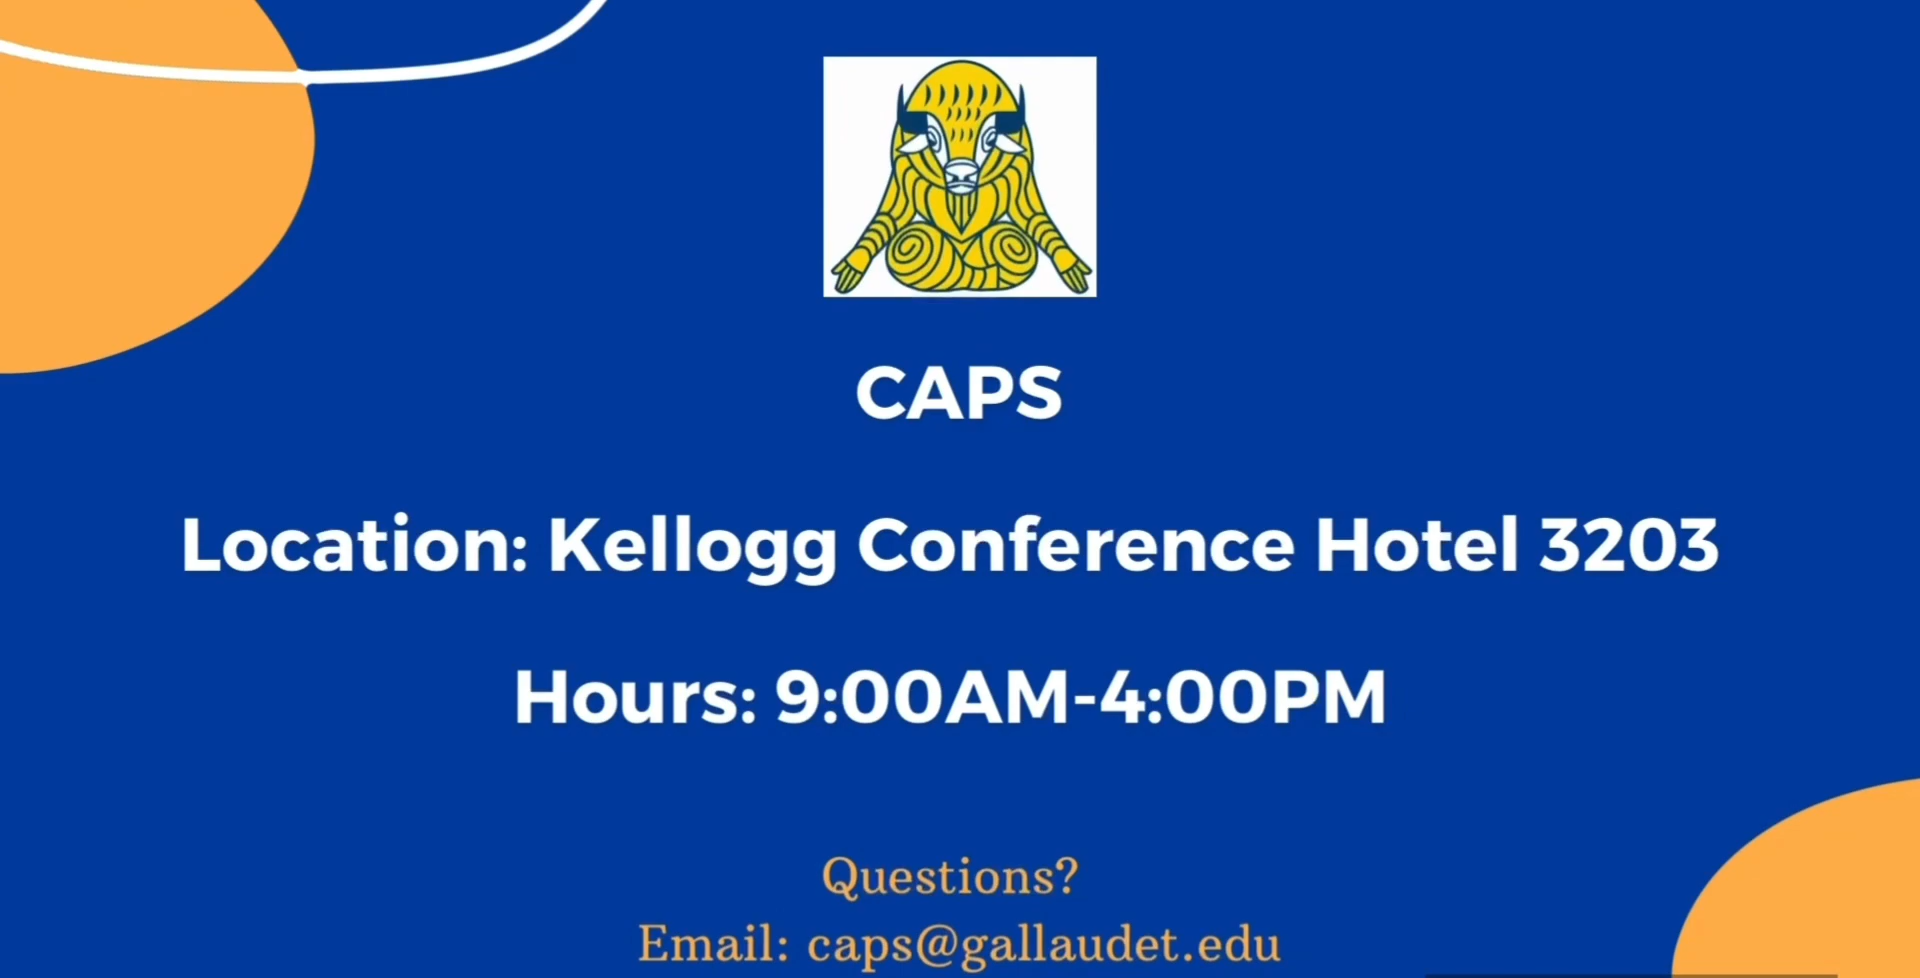 CAPS
Location: Kellogg Conference Hotel 3203
Hours: 9:00AM-4:00PM
Questions?
Email: caps@gallaudet.edu